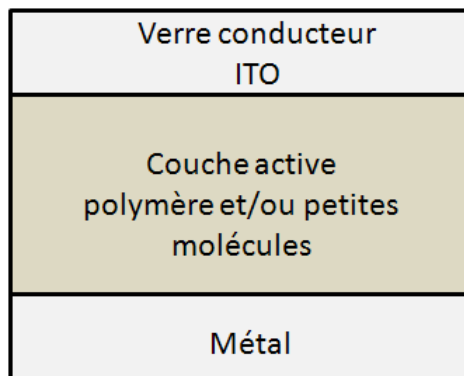 Verre conducteur
ITO
Couche active
polymère et/ou petites
molécules
Métal